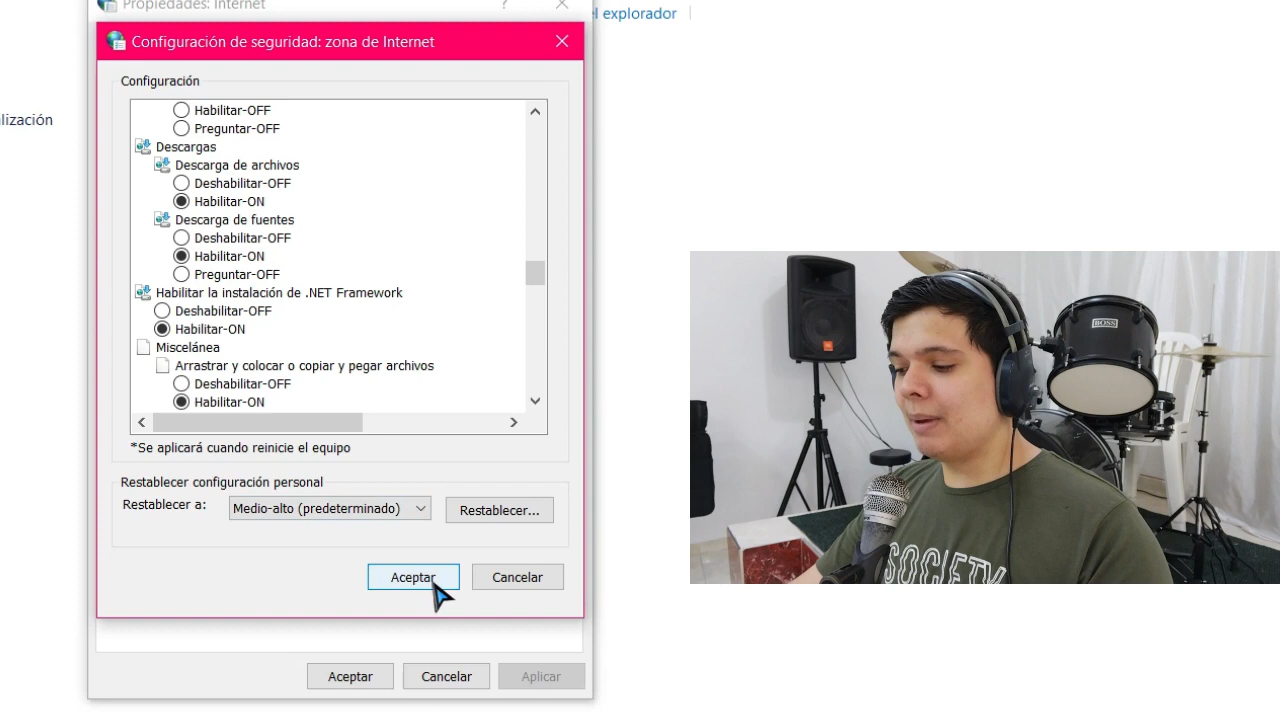 Propiedades: Internet
?
el explorador
Configuración de seguridad: zona de Internet
Configuración
lización
Habilitar-OFF
Preguntar-OFF
Descargas
Descarga de archivos
Deshabilitar-OFF
Habilitar-ON
Descarga de fuentes
Deshabilitar-OFF
Habilitar-ON
Preguntar-OFF
Habilitar la instalación de .NET Framework
Deshabilitar-OFF
Habilitar-ON
Miscelánea
Arrastrar y colocar o copiar y pegar archivos
Deshabilitar-OFF
Habilitar-ON
*Se aplicará cuando reinicie el equipo
Restablecer configuración personal
Restablecer a:
Medio-alto (predeterminado)
Restablecer...
Aceptar
Cancelar
Aceptar
Cancelar
Aplicar
BOSS
SOCIETY